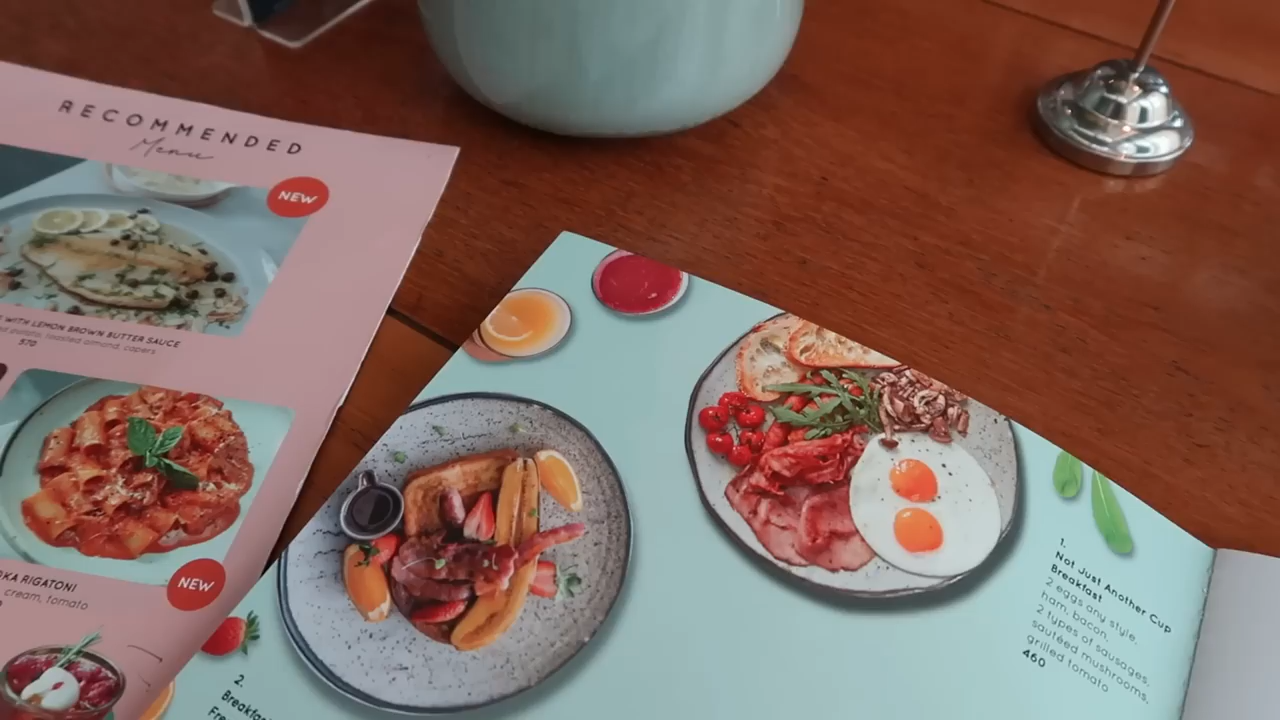 RECOMMENDED
Menu
NEW
WITH LEMON BROWN BUTTER SAUCE
potato, toasted almond, capers
570
RIGATONI
cream, tomato
NEW
1.
Not Just Another Cup
Breakfast
2 eggs any style,
ham, bacon,
2 types of sausages,
sautéed mushrooms,
grilled tomato
460
2.